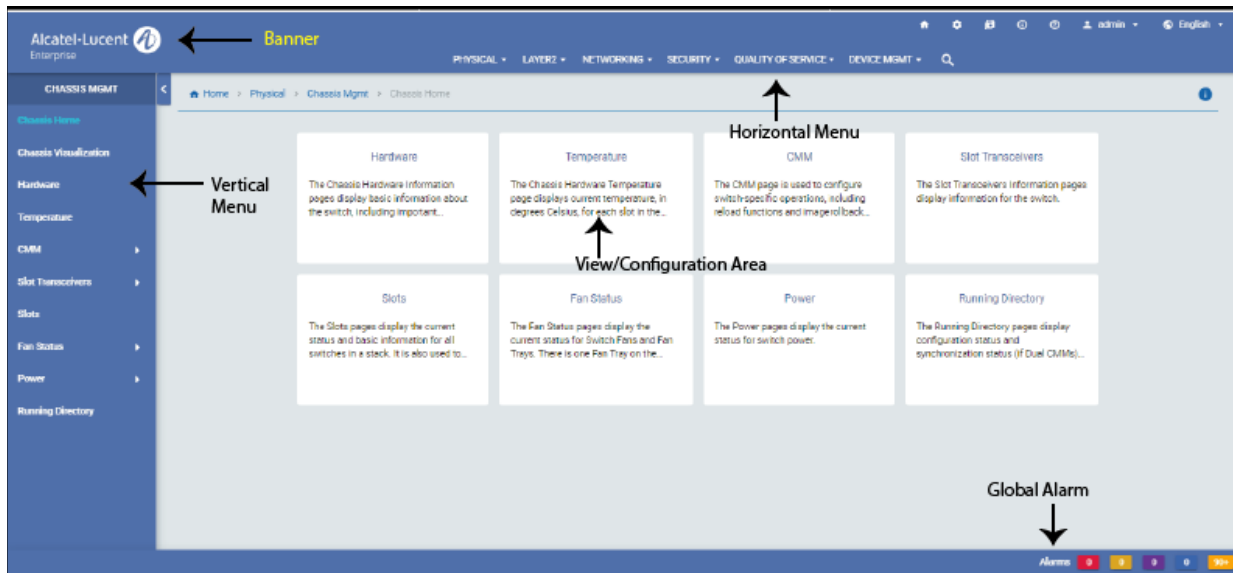 Alcatel-Lucent
Enterprise
Banner
admin
English
PHYSICAL
LAYER2
NETWORKING
SECURITY
QUALITY OF SERVICE
DEVICE MGMT
CHASSIS MGMT
Home > Physical > Chassis Mgmt > Chassis Home
Horizontal Menu
Chassis Home
Chassis Visualization
Hardware
Temperature
CMM
Slot Transceivers
Slots
Fan Status
Power
Running Directory
Vertical
Menu
Hardware
The Chassis Hardware Information
pages display basic information about
the switch, including important...
Temperature
The Chassis Hardware Temperature
page displays current temperature, in
degrees Celsius, for each slot in the...
CMM
The CMM page is used to configure
switch-specific operations, including
reload functions and image rollback...
Slot Transceivers
The Slot Transceivers Information pages
display information for the switch.
View/Configuration Area
Slots
The Slots pages display the current
status and basic information for all
switches in a stack. It is also used to...
Fan Status
The Fan Status pages display the
current status for Switch Fans and Fan
Trays. There is one Fan Tray on the...
Power
The Power pages display the current
status for switch power.
Running Directory
The Running Directory pages display
configuration status and
synchronization status (if Dual CMMs)...
Global Alarm
Alarms 0 0 0 0 90+